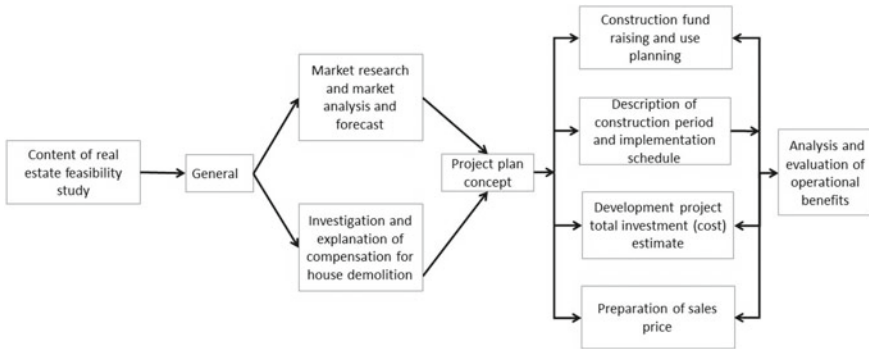 Content of real
estate feasibility
study
General
Market research
and market
analysis and
forecast
Investigation and
explanation of
compensation for
house demolition
Project plan
concept
Construction fund
raising and use
planning
Description of
construction period
and implementation
schedule
Development project
total investment (cost)
estimate
Preparation of sales
price
Analysis and
evaluation of
operational
benefits